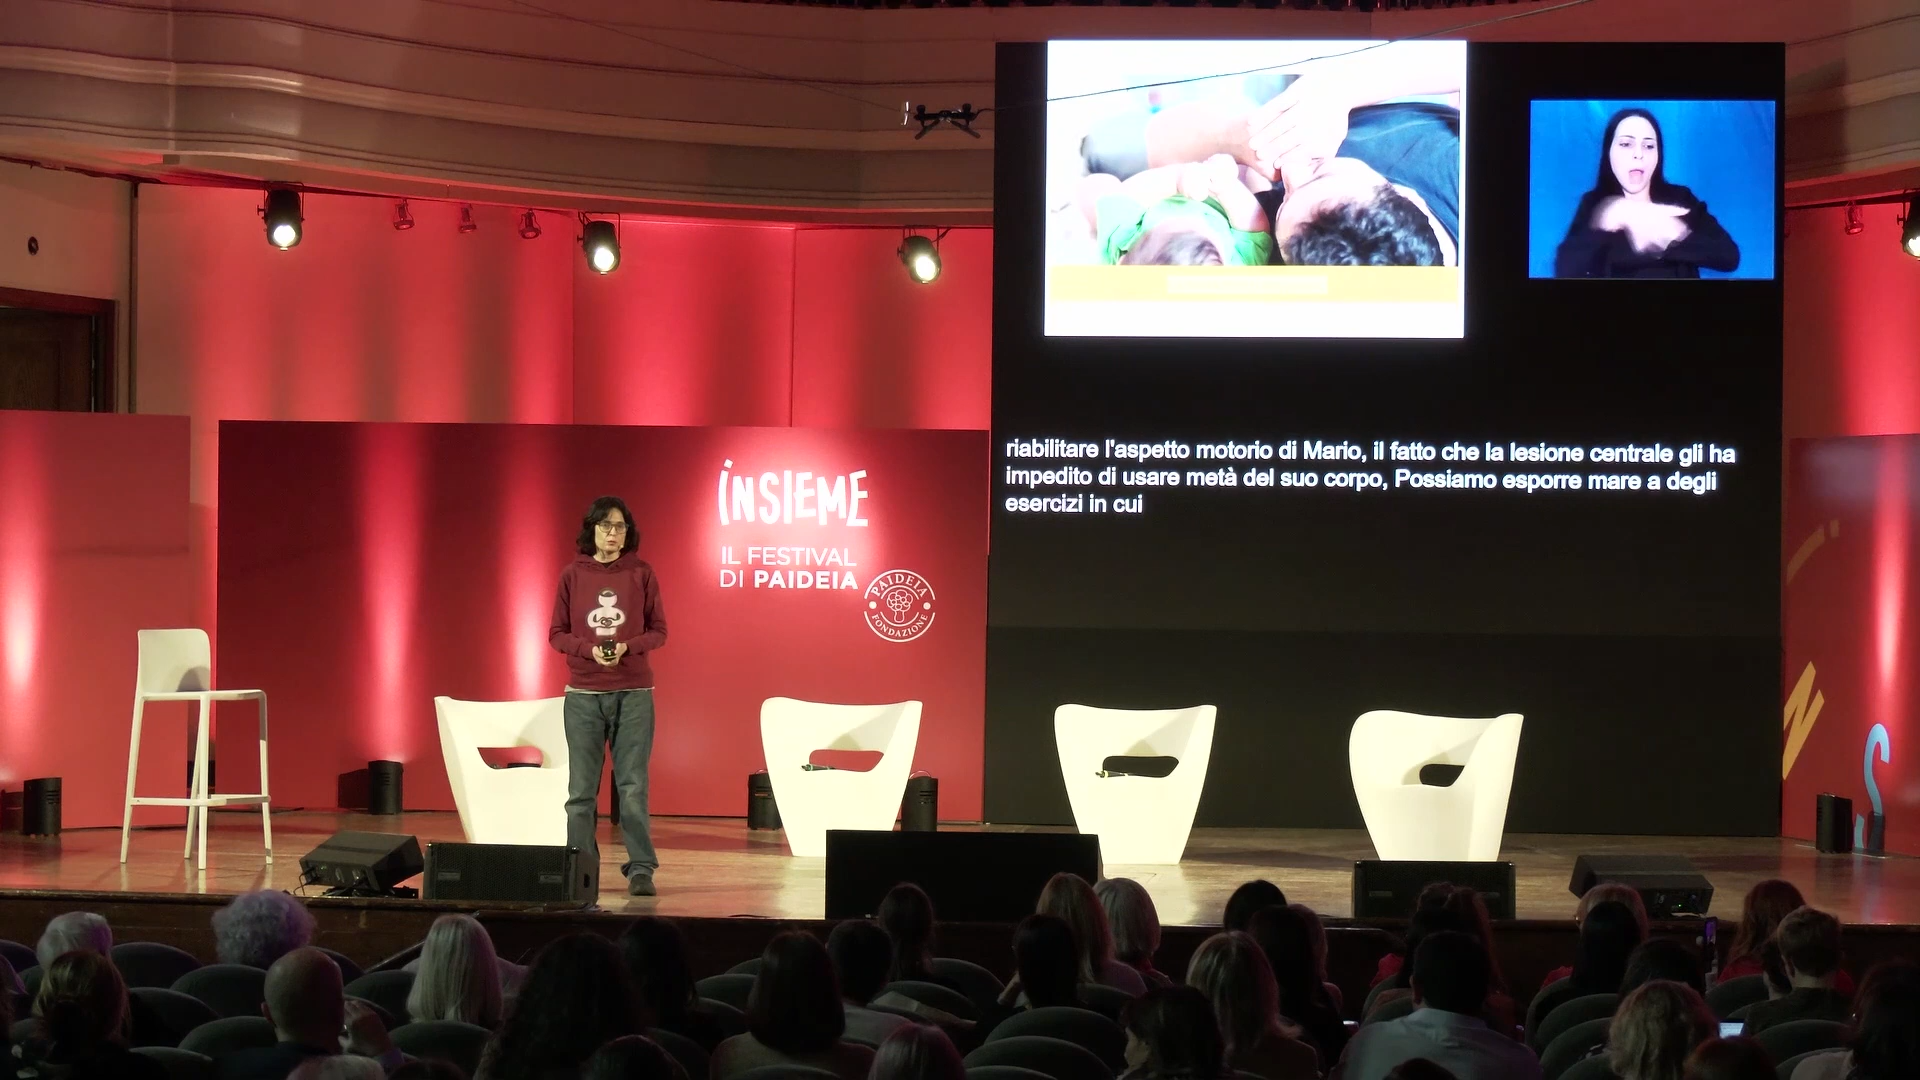 riabilitare l'aspetto motorio di Mario, il fatto che la lesione centrale gli ha
impedito di usare metà del suo corpo, Possiamo esporre mare a degli
esercizi in cui
INSIEME
IL FESTIVAL
DI PAIDEIA
PAIDEIA
FONDAZIONE
N
S